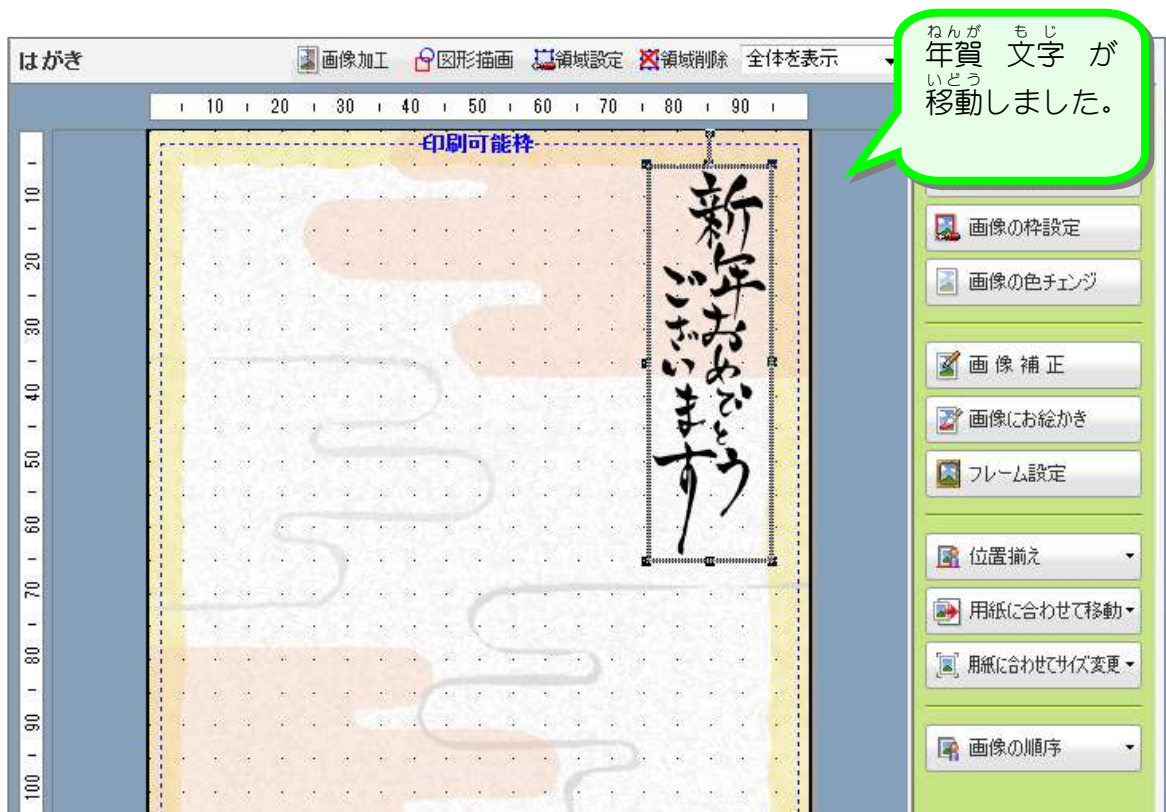 はがき
画像加工 図形描画 領域設定 領域削除 全体を表示
10 20 30 40 50 60 70 80 90
ねんが もじ
年賀 文字 が
いどう
移動しました。
印刷可能枠
10
20
30
40
50
60
70
80
90
100
新年おめでとう
ございます
画像の枠設定
画像の色チェンジ
画像補正
画像にお絵かき
フレーム設定
位置揃え
用紙に合わせて移動
用紙に合わせてサイズ変更
画像の順序